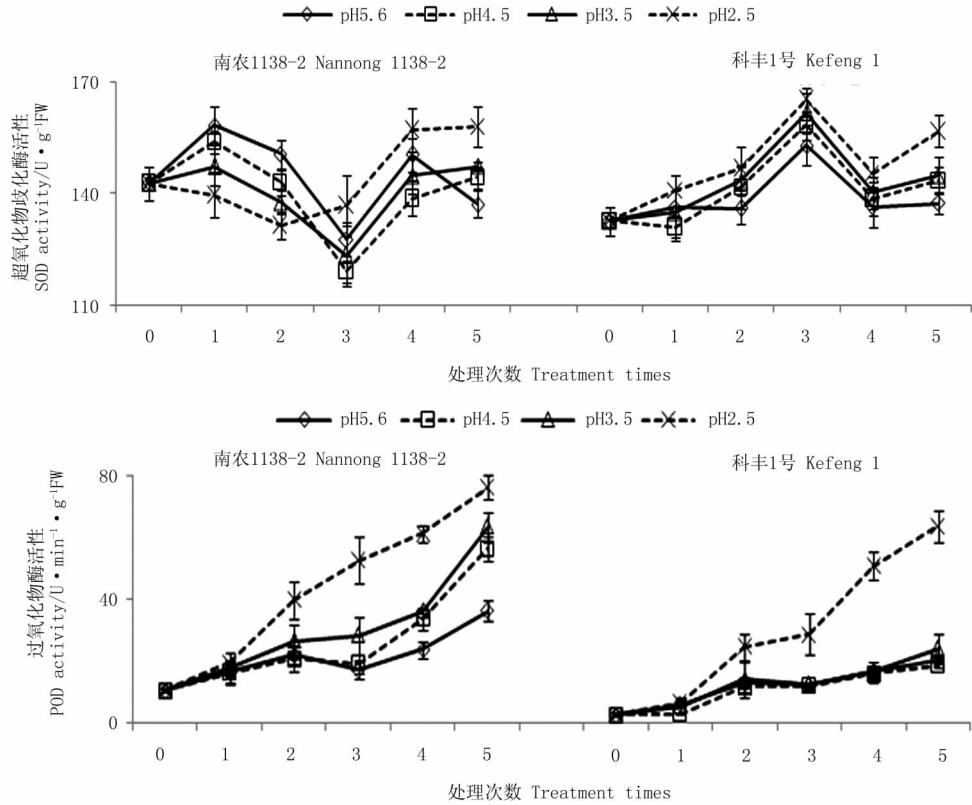 pH5.6 pH4.5 pH3.5 pH2.5
南农1138-2 Nannong 1138-2
科丰1号 Kefeng 1
超氧化物歧化酶活性/U·g⁻¹FW
SOD activity/U·g⁻¹FW
170
140
110
0 1 2 3 4 5 0 1 2 3 4 5
处理次数 Treatment times
pH5.6 pH4.5 pH3.5 pH2.5
南农1138-2 Nannong 1138-2
科丰1号 Kefeng 1
过氧化物酶活性
POD activity/U·min⁻¹·g⁻¹FW
80
40
0
0 1 2 3 4 5 0 1 2 3 4 5
处理次数 Treatment times